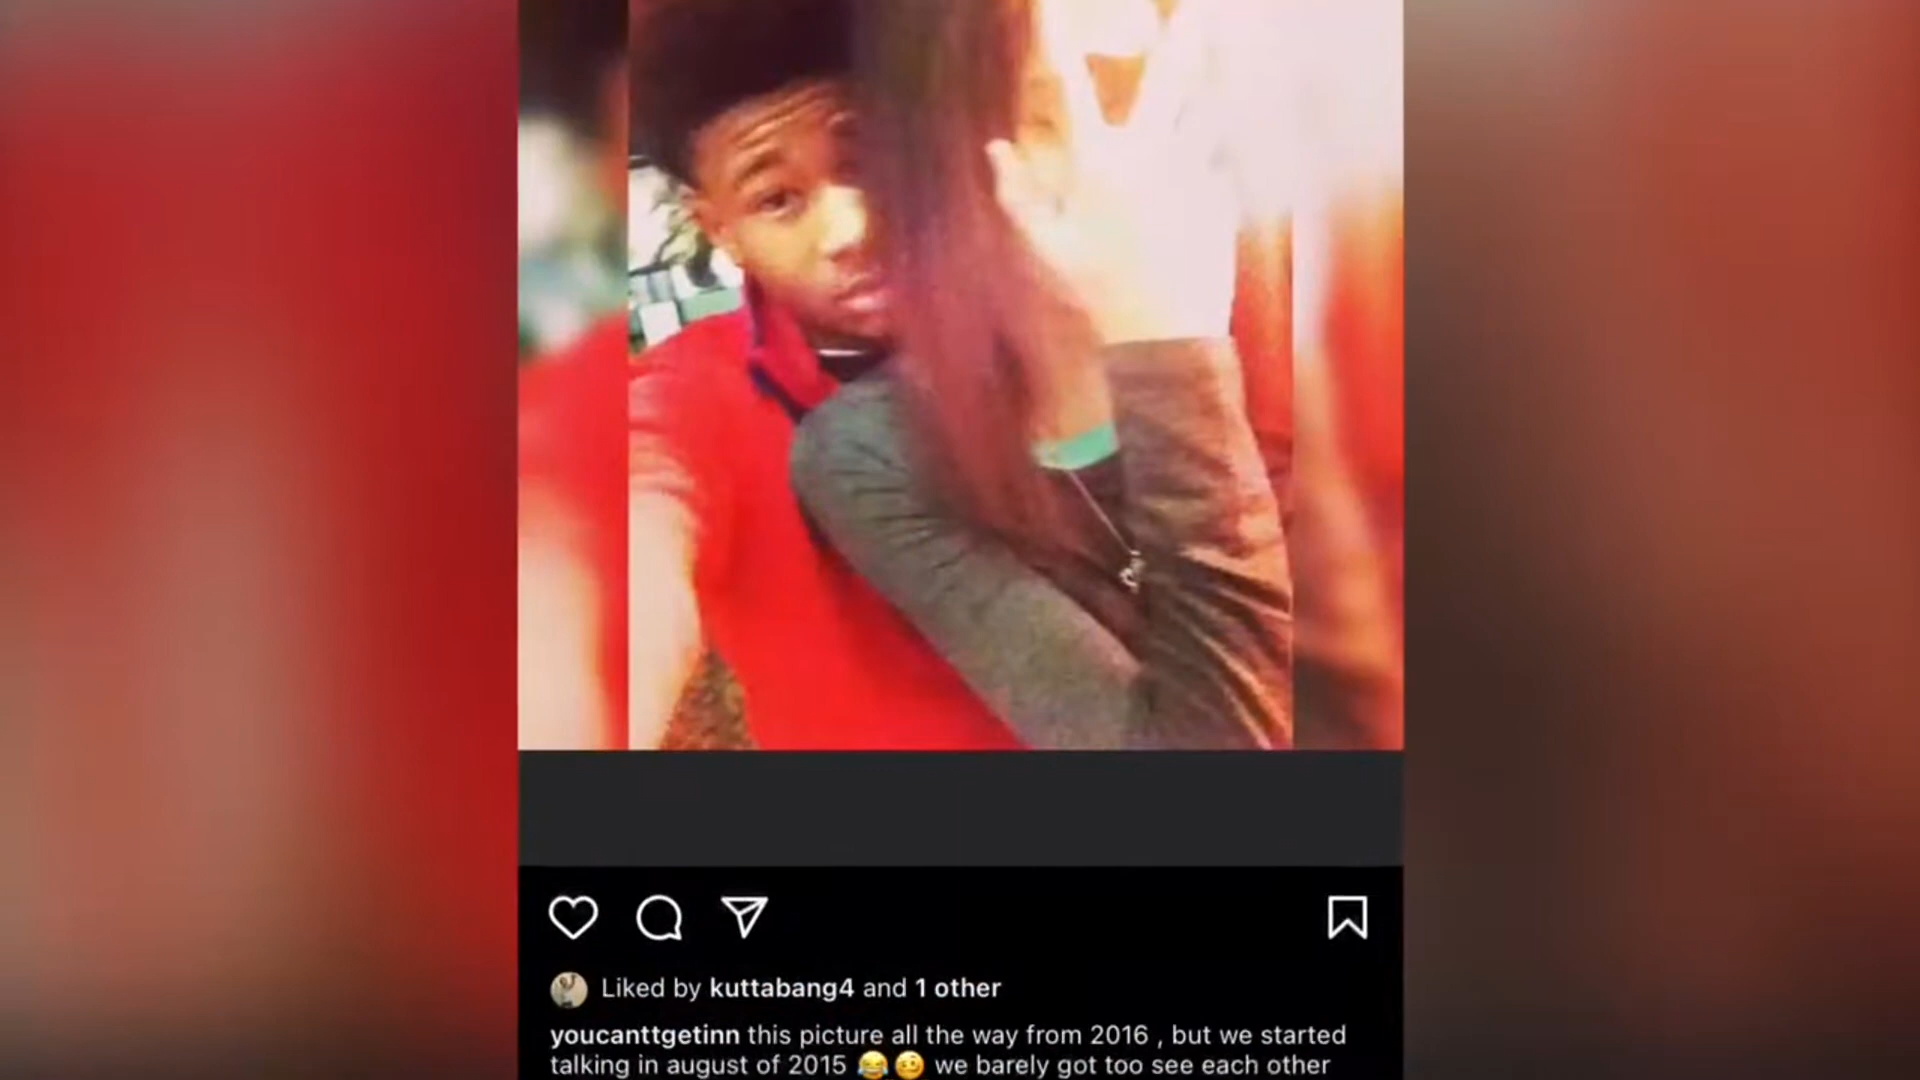 Liked by kuttabang4 and 1 other
youcanttgetinn this picture all the way from 2016 , but we started
talking in august of 2015 😂🥴 we barely got too see each other